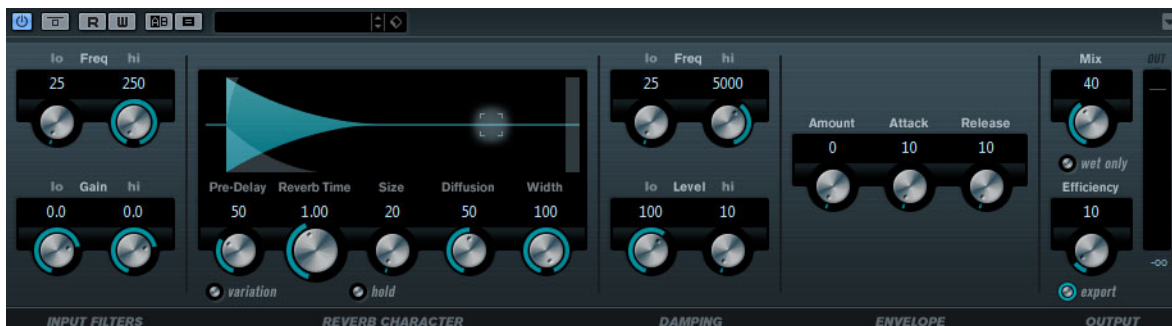 R W AB
lo Freq hi
25 250
lo Gain hi
0.0 0.0
INPUT FILTERS
Pre-Delay Reverb Time Size Diffusion Width
50 1.00 20 50 100
variation hold
REVERB CHARACTER
lo Freq hi
25 5000
lo Level hi
100 10
DAMPING
Amount Attack Release
0 10 10
ENVELOPE
Mix
40
wet only
Efficiency
10
export
OUTPUT
OUT
-∞